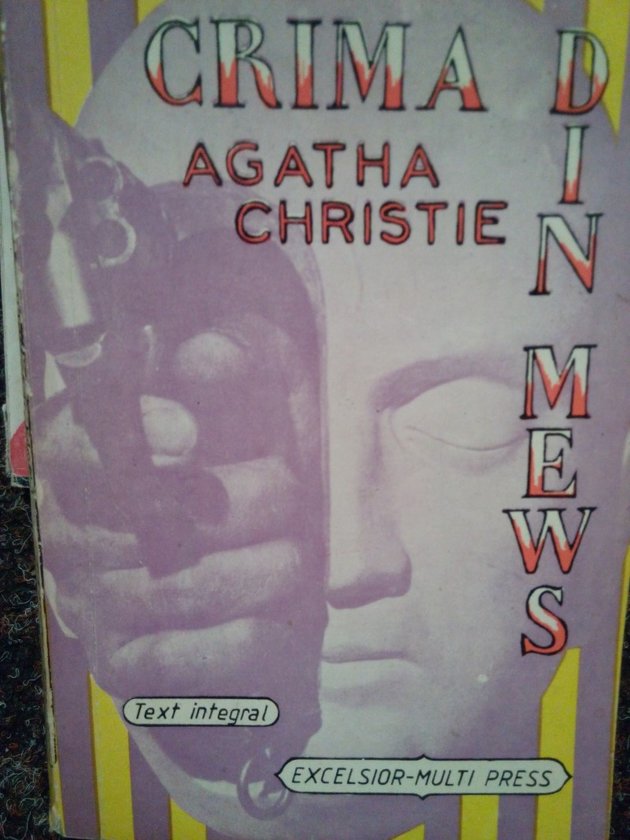 CRIMA
DIN
MEWS
AGATHA
CHRISTIE
Text integral
EXCELSIOR-MULTI PRESS